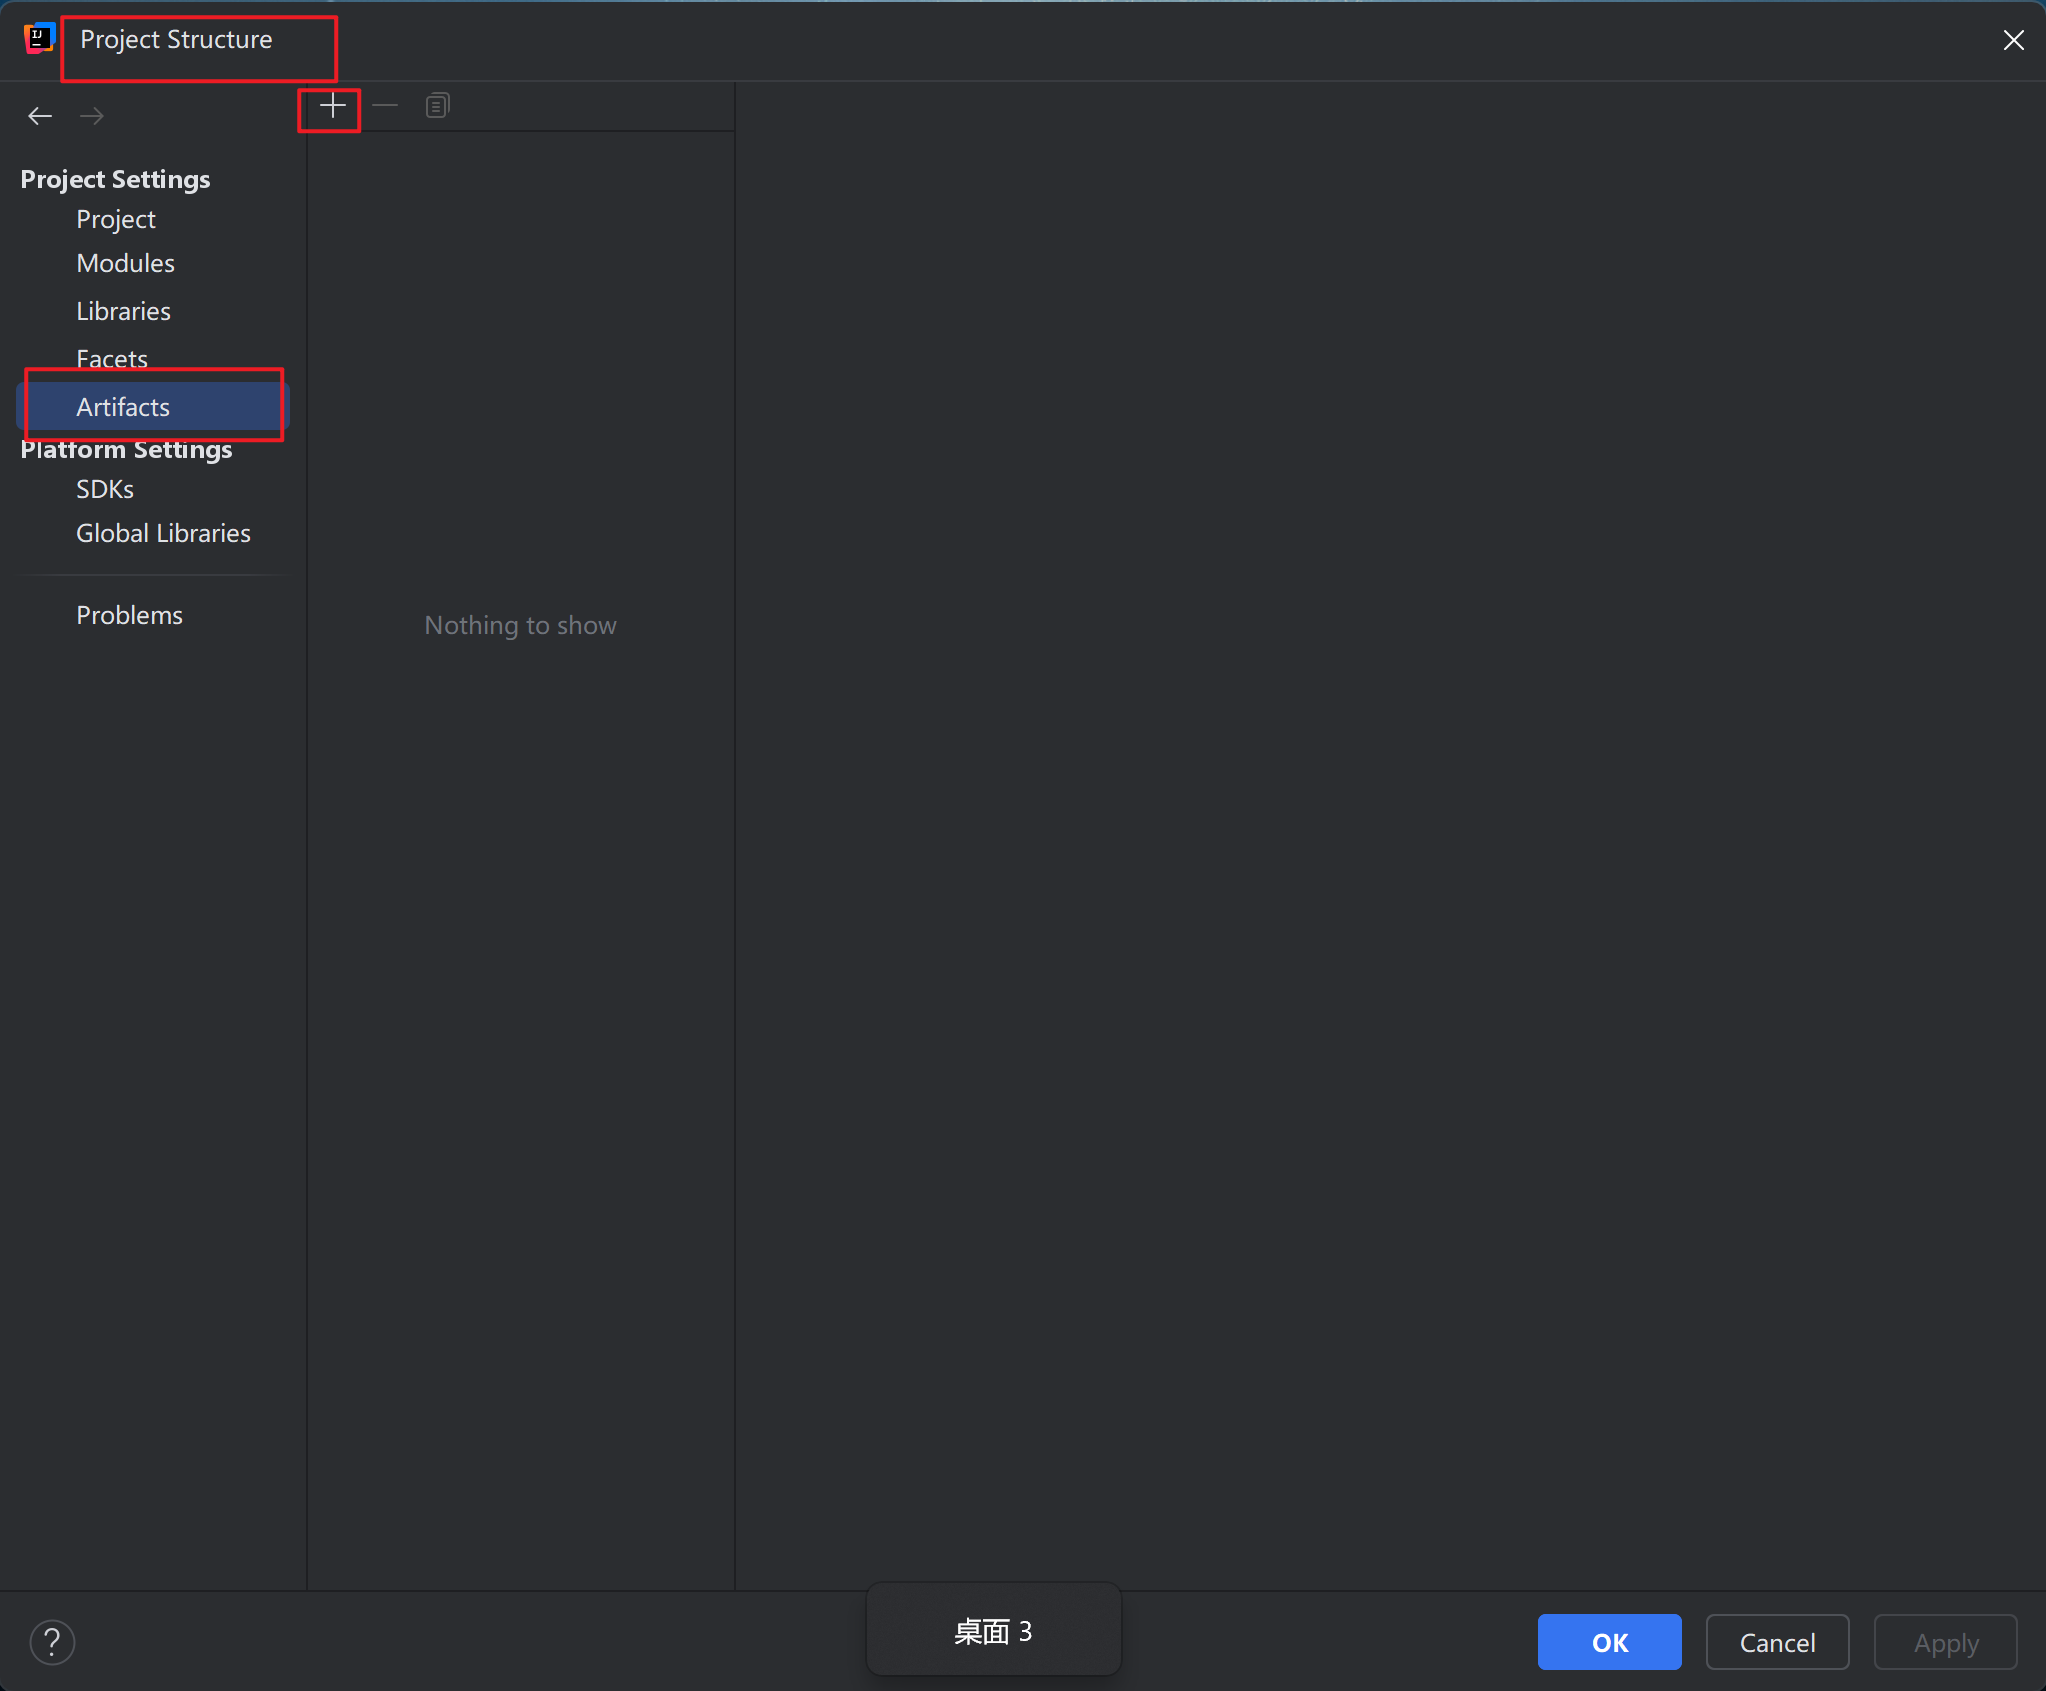 Project Structure
Project Settings
Project
Modules
Libraries
Facets
Artifacts
Platform Settings
SDKs
Global Libraries
Problems
Nothing to show
桌面 3
?
OK
Cancel
Apply